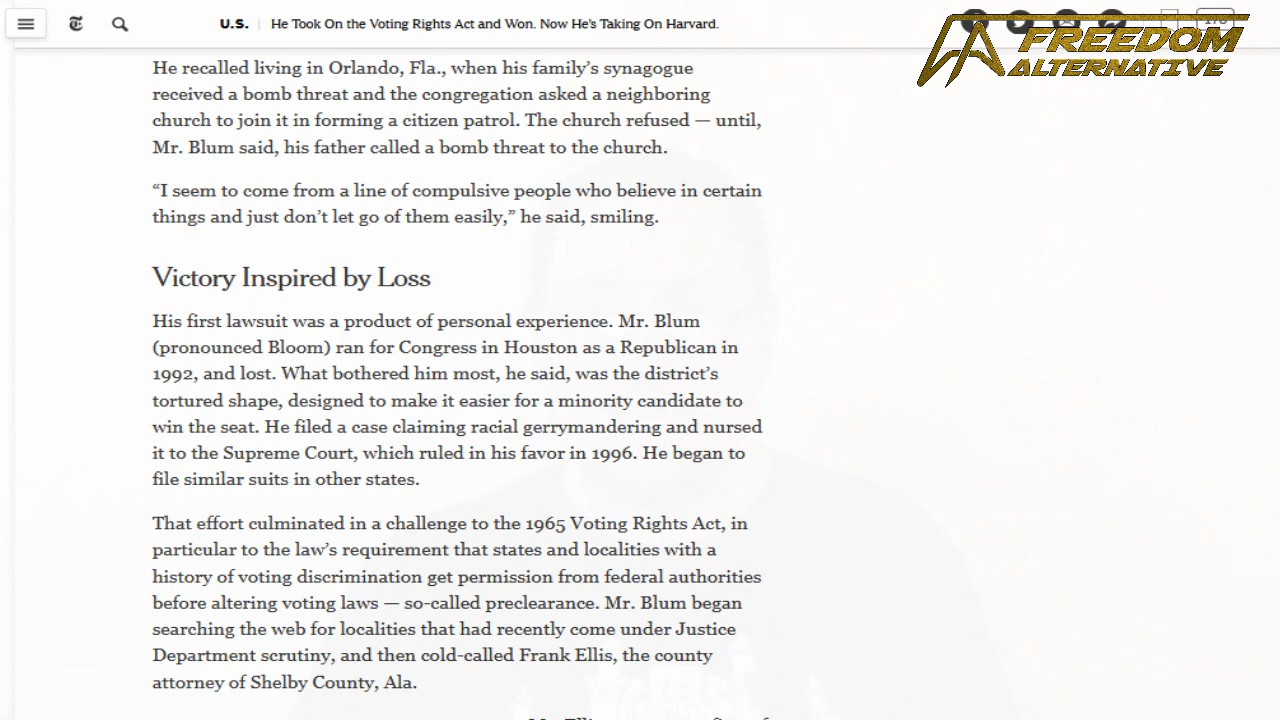 U.S. | He Took On the Voting Rights Act and Won. Now He's Taking On Harvard.
FREEDOM
ALTERNATIVE
He recalled living in Orlando, Fla., when his family's synagogue
received a bomb threat and the congregation asked a neighboring
church to join it in forming a citizen patrol. The church refused — until,
Mr. Blum said, his father called a bomb threat to the church.
“I seem to come from a line of compulsive people who believe in certain
things and just don't let go of them easily,” he said, smiling.
Victory Inspired by Loss
His first lawsuit was a product of personal experience. Mr. Blum
(pronounced Bloom) ran for Congress in Houston as a Republican in
1992, and lost. What bothered him most, he said, was the district's
tortured shape, designed to make it easier for a minority candidate to
win the seat. He filed a case claiming racial gerrymandering and nursed
it to the Supreme Court, which ruled in his favor in 1996. He began to
file similar suits in other states.
That effort culminated in a challenge to the 1965 Voting Rights Act, in
particular to the law's requirement that states and localities with a
history of voting discrimination get permission from federal authorities
before altering voting laws — so-called preclearance. Mr. Blum began
searching the web for localities that had recently come under Justice
Department scrutiny, and then cold-called Frank Ellis, the county
attorney of Shelby County, Ala.